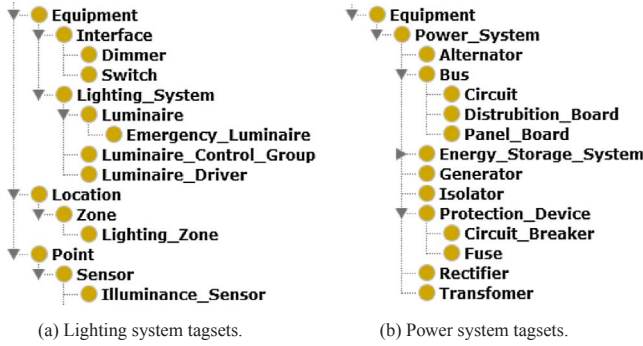 Equipment
Interface
Dimmer
Switch
Lighting_System
Luminaire
Emergency_Luminaire
Luminaire_Control_Group
Luminaire_Driver
Location
Zone
Lighting_Zone
Point
Sensor
Illuminance_Sensor
(a) Lighting system tagsets.
Equipment
Power_System
Alternator
Bus
Circuit
Distrubition_Board
Panel_Board
Energy_Storage_System
Generator
Isolator
Protection_Device
Circuit_Breaker
Fuse
Rectifier
Transfomer
(b) Power system tagsets.